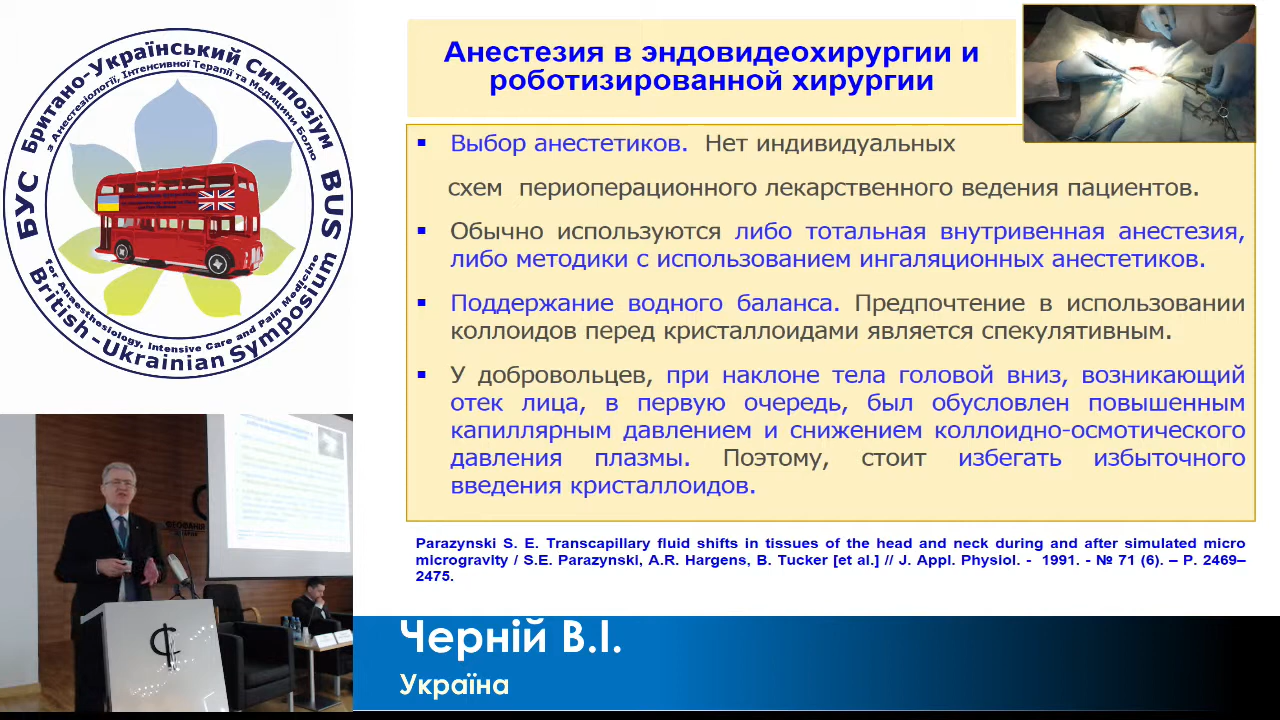 Британо-Український Симпозіум
з Анестезіології, Інтенсивної Терапії та Медицини Болю
БУС
BUS
for Anaesthesiology, Intensive Care and Pain Medicine
British -Ukrainian Symposium
Анестезия в эндовидеохирургии и
роботизированной хирургии
Выбор анестетиков. Нет индивидуальных
схем периоперационного лекарственного ведения пациентов.
Обычно используются либо тотальная внутривенная анестезия,
либо методики с использованием ингаляционных анестетиков.
Поддержание водного баланса. Предпочтение в использовании
коллоидов перед кристаллоидами является спекулятивным.
У добровольцев, при наклоне тела головой вниз, возникающий
отек лица, в первую очередь, был обусловлен повышенным
капиллярным давлением и снижением коллоидно-осмотического
давления плазмы. Поэтому, стоит избегать избыточного
введения кристаллоидов.
Parazynski S. E. Transcapillary fluid shifts in tissues of the head and neck during and after simulated micro
microgravity / S.E. Parazynski, A.R. Hargens, B. Tucker [et al.] // J. Appl. Physiol. - 1991. - № 71 (6). – P. 2469–
2475.
Черній В.І.
Україна